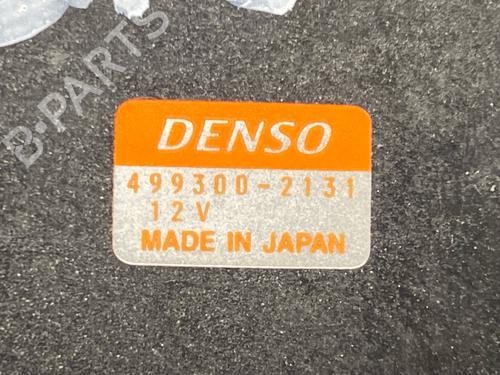 B-PARTS
DENSO
499300-2131
12V
MADE IN JAPAN